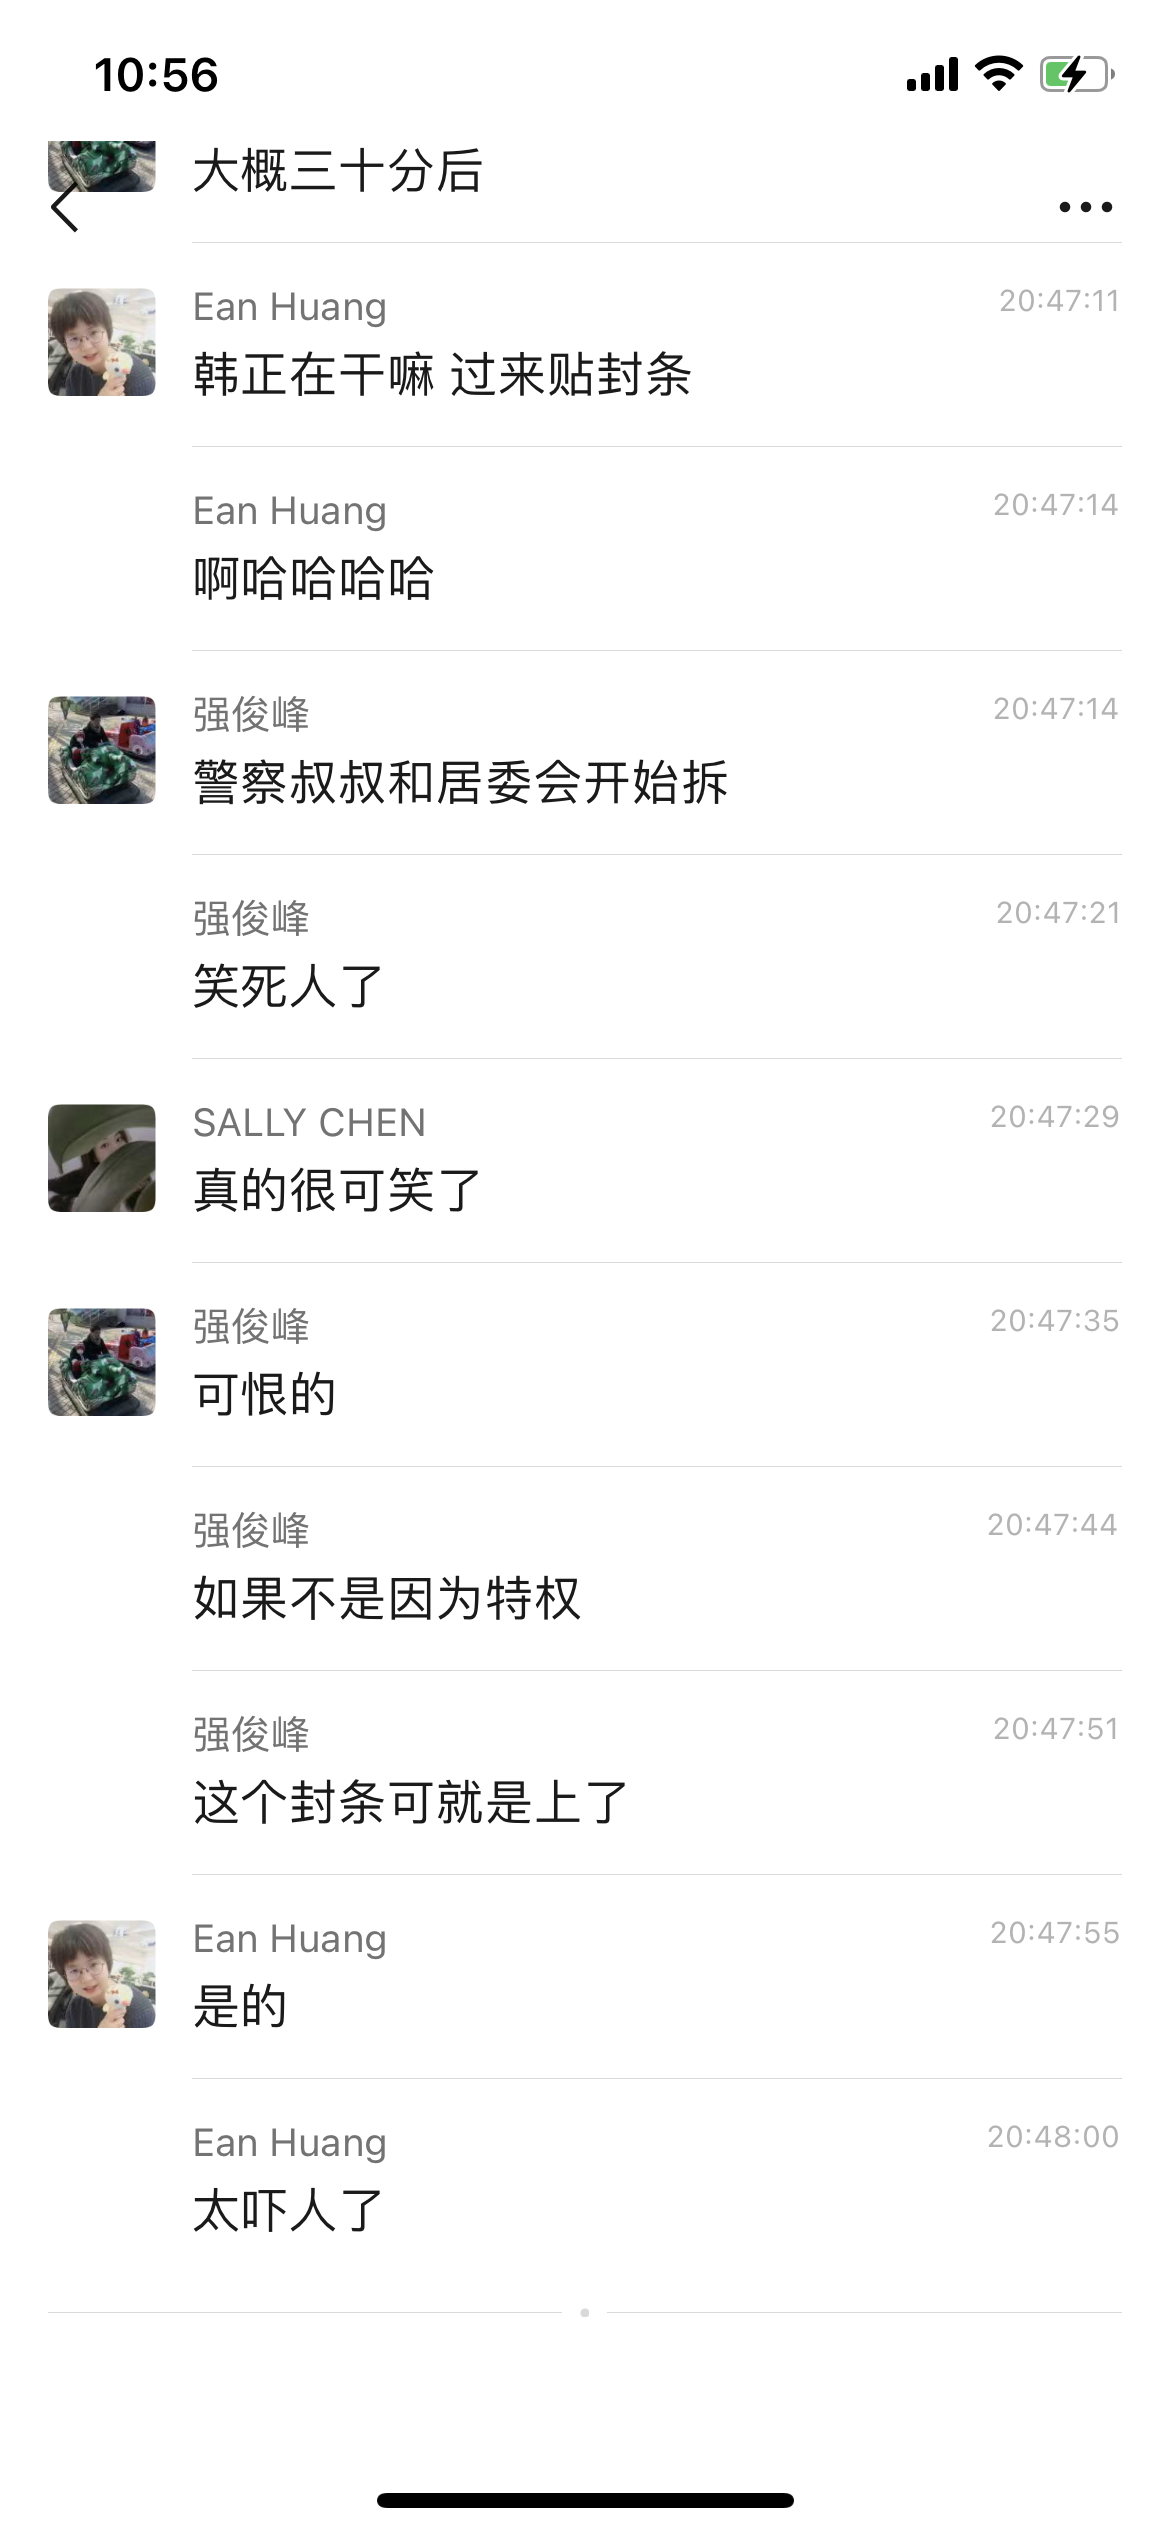 10:56
大概三十分后
Ean Huang
20:47:11
韩正在干嘛 过来贴封条
Ean Huang
20:47:14
啊哈哈哈哈
强俊峰
20:47:14
警察叔叔和居委会开始拆
强俊峰
20:47:21
笑死人了
SALLY CHEN
20:47:29
真的很可笑了
强俊峰
20:47:35
可恨的
强俊峰
20:47:44
如果不是因为特权
强俊峰
20:47:51
这个封条可就是上了
Ean Huang
20:47:55
是的
Ean Huang
20:48:00
太吓人了